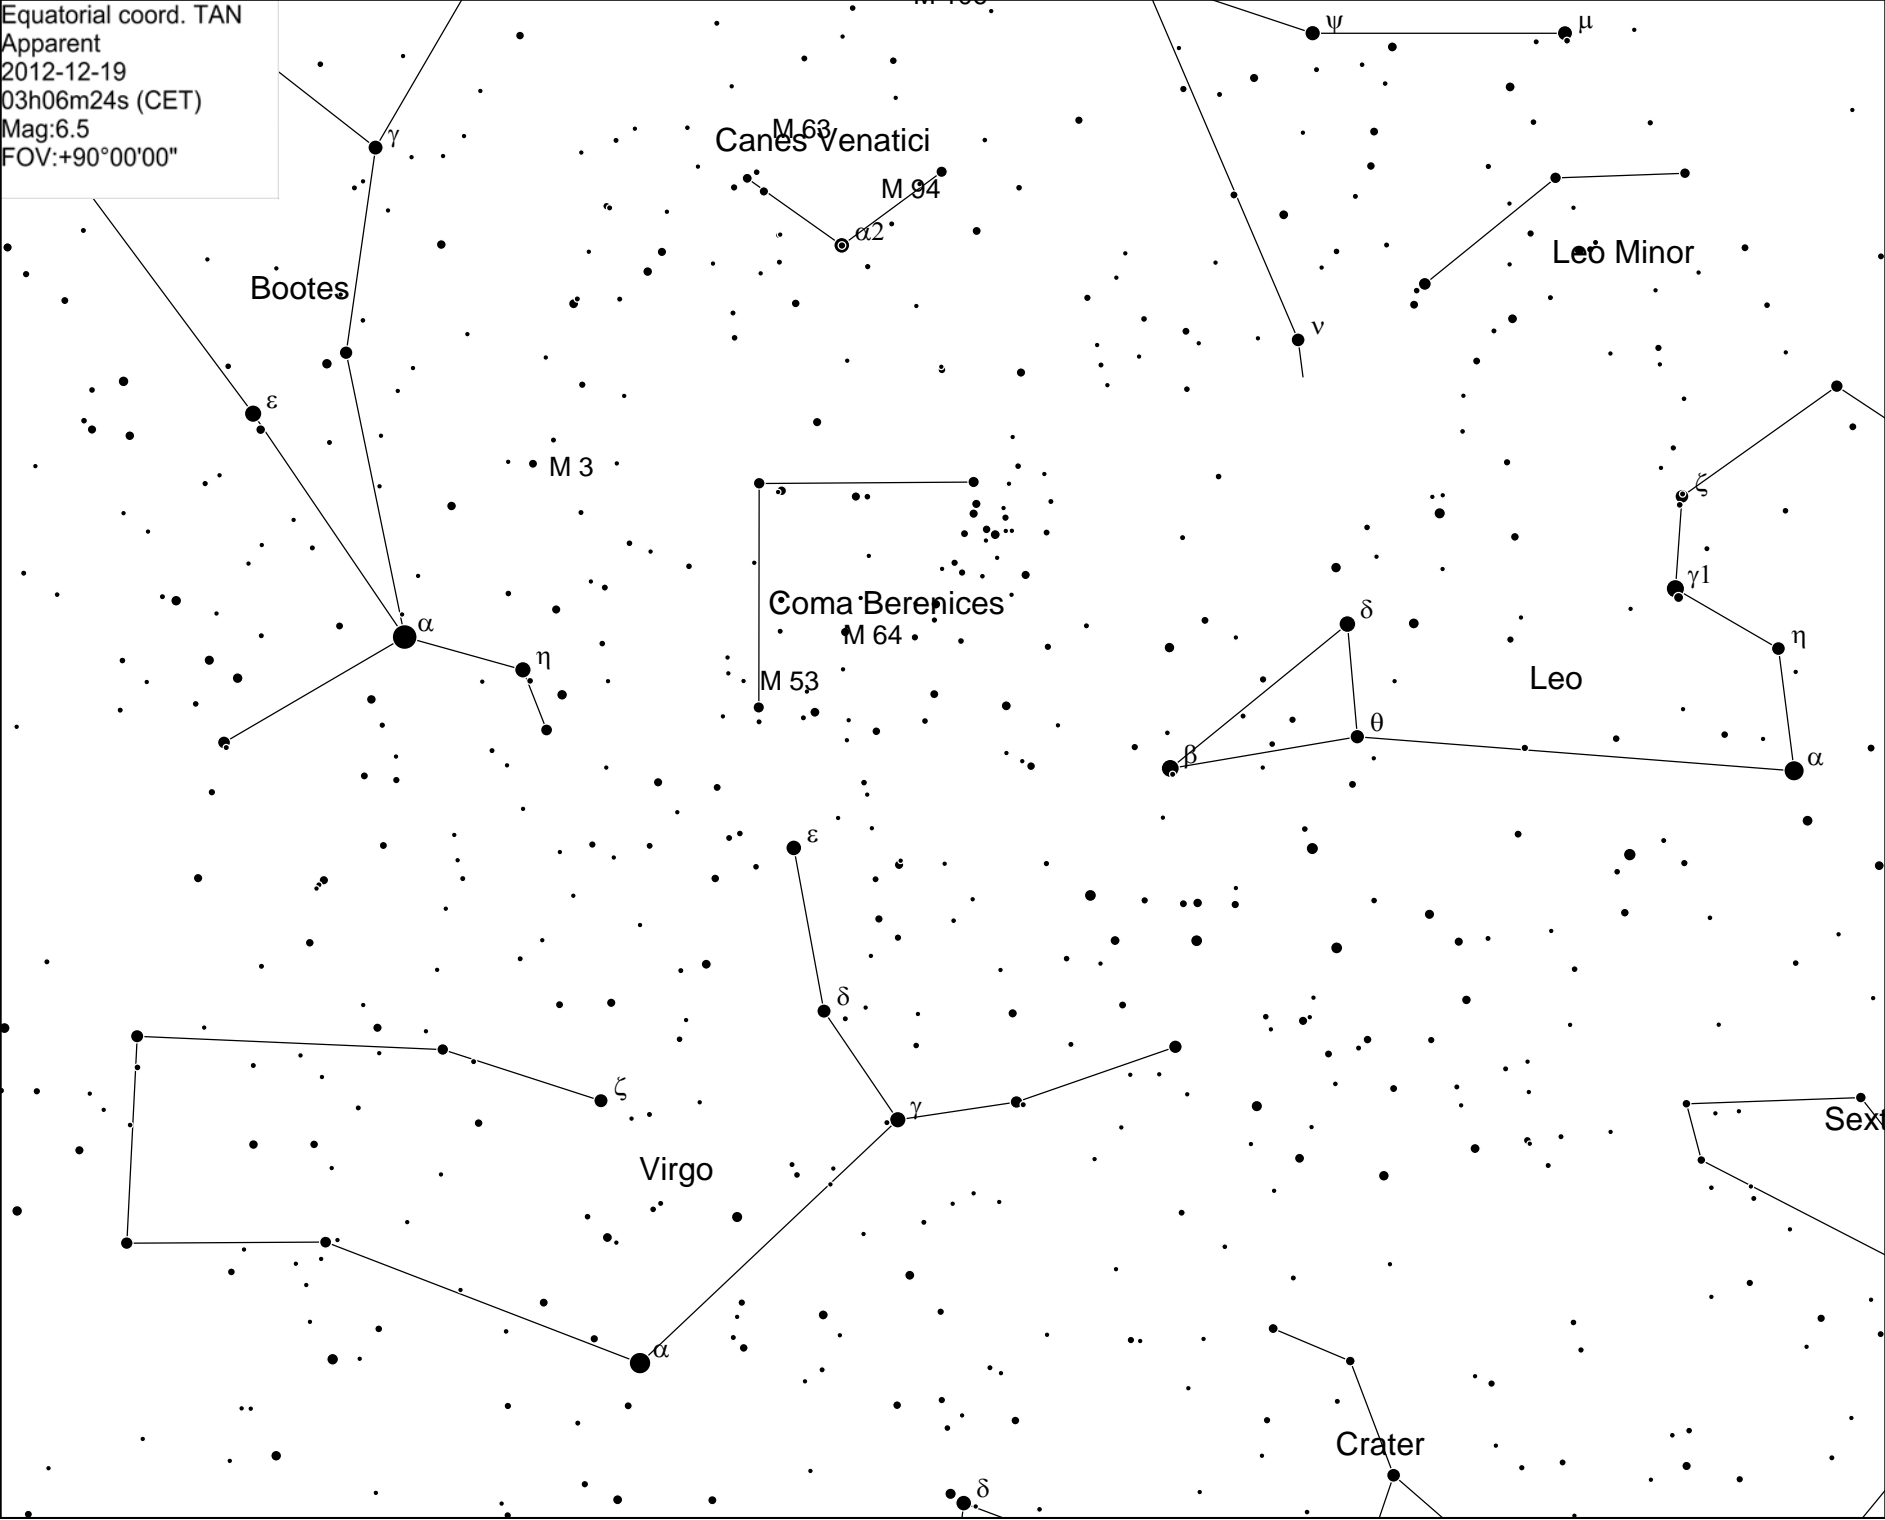 Equatorial coord. TAN
Apparent
2012-12-19
03h06m24s (CET)
Mag:6.5
FOV:+90°00'00"
ψ
μ
γ
M 63
Canes Venatici
M 94
α2
Leo Minor
Bootes
ν
ε
M 3
ζ
γ1
Coma Berenices
δ
α
M 64
η
η
Leo
M 53
θ
β
α
ε
δ
ζ
γ
Sext
Virgo
α
Crater
δ